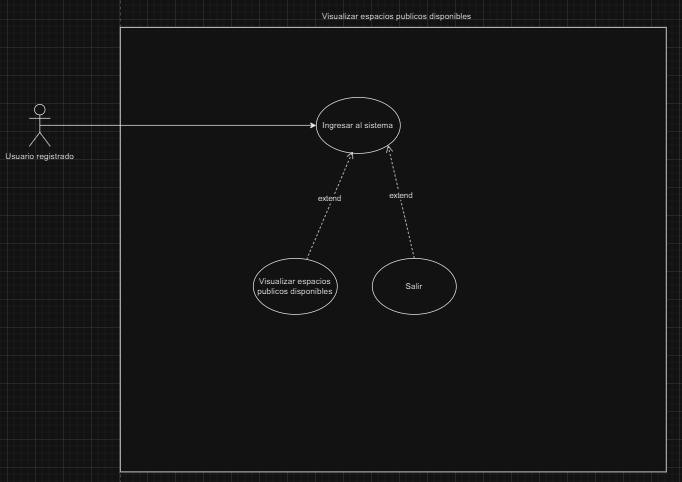 Visualizar espacios publicos disponibles
Ingresar al sistema
Usuario registrado
extend
extend
Visualizar espacios
publicos disponibles
Salir